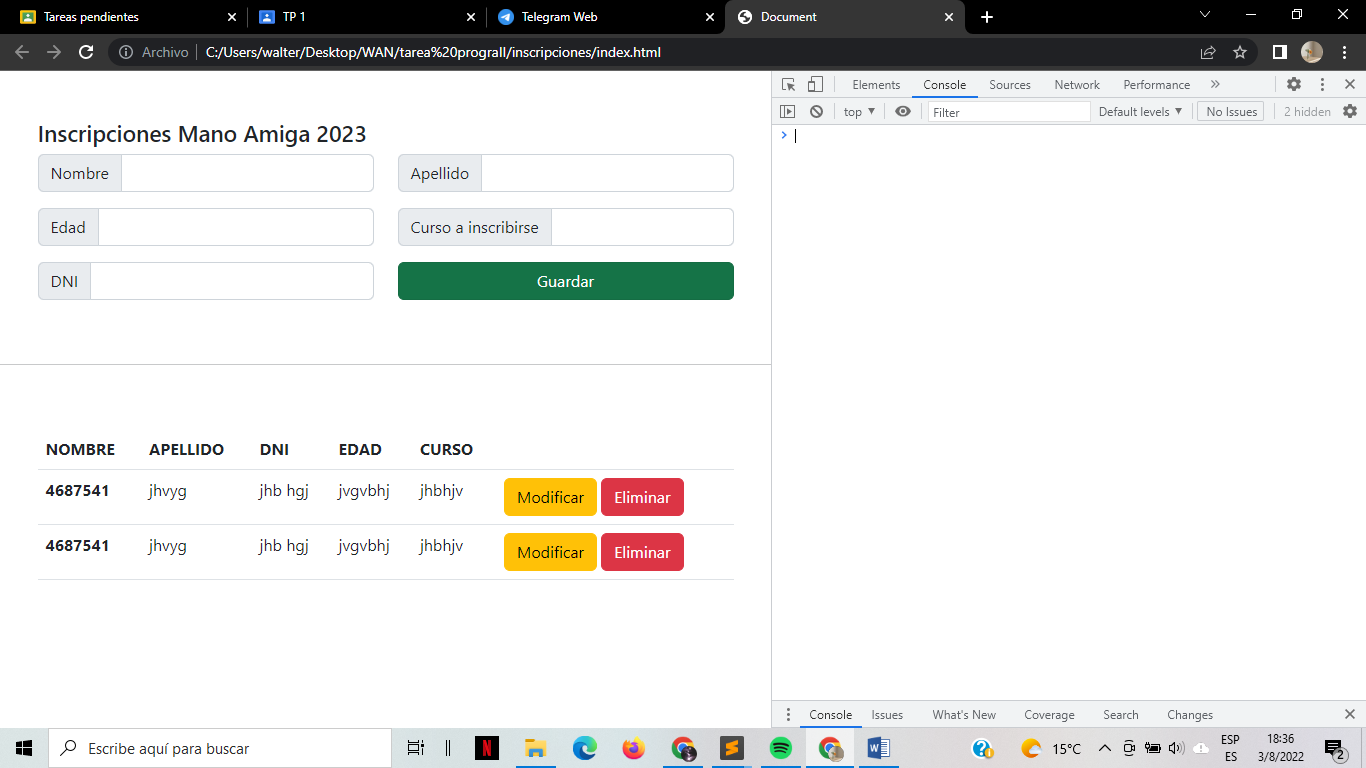 Tareas pendientes
TP 1
Telegram Web
Document
Archivo
C:/Users/walter/Desktop/WAN/tarea%20prograll/inscripciones/index.html
Elements Console Sources Network Performance
top
Filter
Default levels
No Issues
2 hidden
Inscripciones Mano Amiga 2023
Nombre
Apellido
Edad
Curso a inscribirse
DNI
Guardar
NOMBRE APELLIDO DNI EDAD CURSO
4687541 jhvyg jhb hgj jvgvbhj jhbhjv Modificar Eliminar
4687541 jhvyg jhb hgj jvgvbhj jhbhjv Modificar Eliminar
Console Issues What's New Coverage Search Changes
Escribe aquí para buscar
N
W
15°C
ESP
ES
18:36
3/8/2022
2